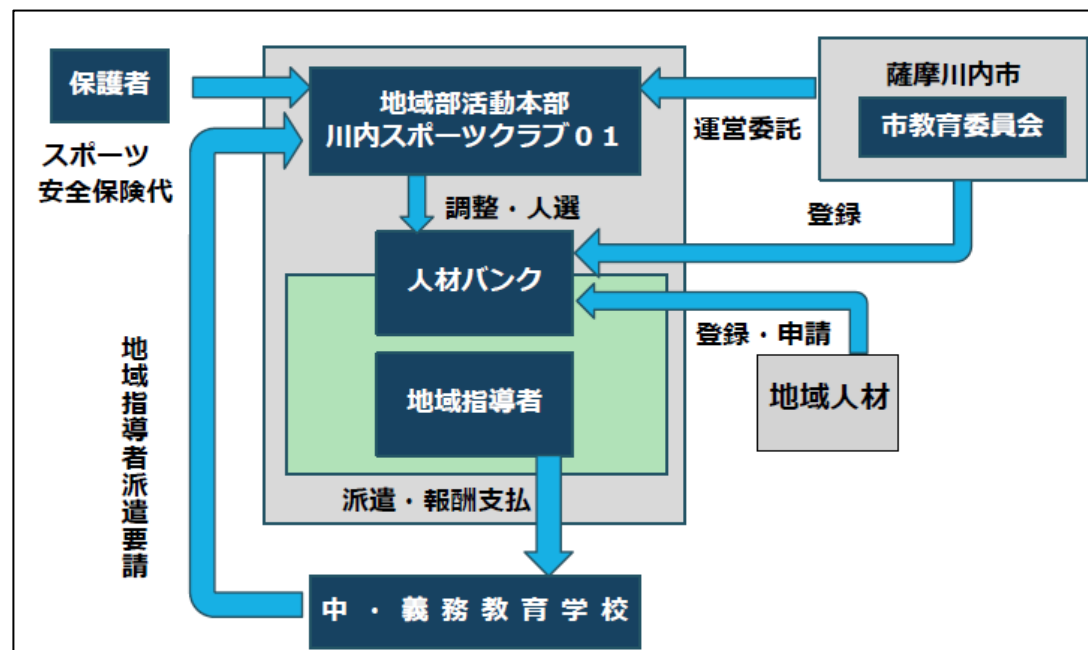 保護者
スポーツ
安全保険代
地域部活動本部
川内スポーツクラブ01
運営委託
薩摩川内市
市教育委員会
調整・人選
登録
人材バンク
登録・申請
地域人材
地域指導者
派遣・報酬支払
地域指導者派遣要請
中・義務教育学校